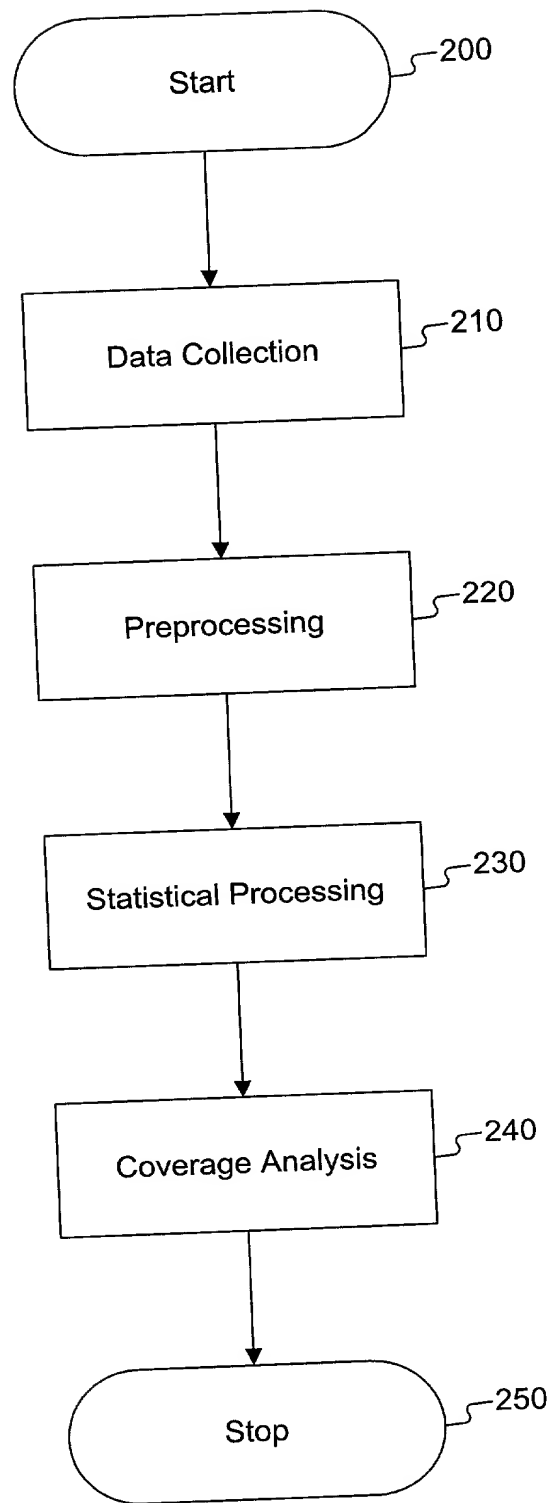 Start
200
Data Collection
210
Preprocessing
220
Statistical Processing
230
Coverage Analysis
240
Stop
250